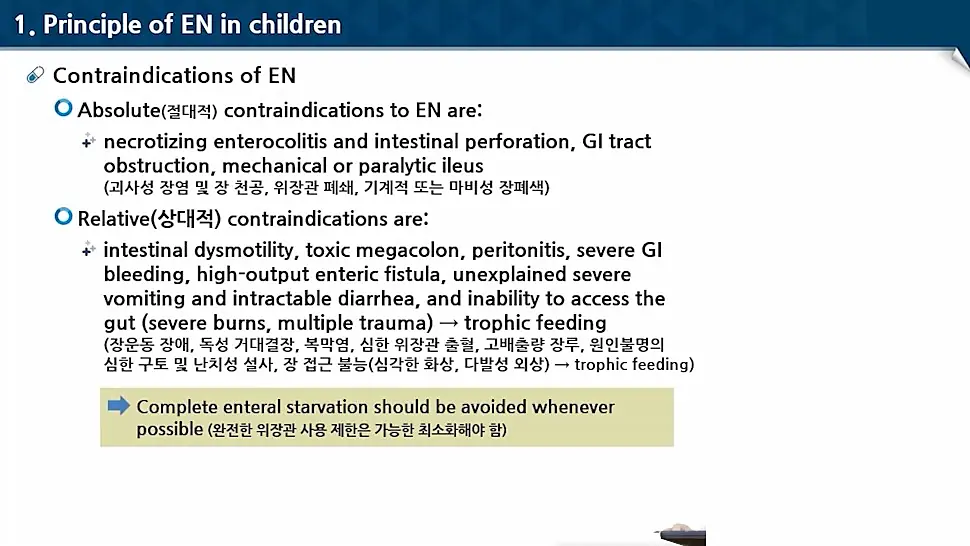 1. Principle of EN in children
Contraindications of EN
Absolute(절대적) contraindications to EN are:
necrotizing enterocolitis and intestinal perforation, GI tract
obstruction, mechanical or paralytic ileus
(괴사성 장염 및 장 천공, 위장관 폐쇄, 기계적 또는 마비성 장폐색)
Relative(상대적) contraindications are:
intestinal dysmotility, toxic megacolon, peritonitis, severe GI
bleeding, high-output enteric fistula, unexplained severe
vomiting and intractable diarrhea, and inability to access the
gut (severe burns, multiple trauma) → trophic feeding
(장운동 장애, 독성 거대결장, 복막염, 심한 위장관 출혈, 고배출량 장루, 원인불명의
심한 구토 및 난치성 설사, 장 접근 불능(심각한 화상, 다발성 외상) → trophic feeding)
Complete enteral starvation should be avoided whenever
possible (완전한 위장관 사용 제한은 가능한 최소화해야 함)